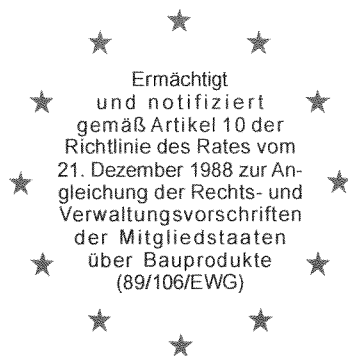 Ermächtigt
und notifiziert
gemäß Artikel 10 der
Richtlinie des Rates vom
21. Dezember 1988 zur An-
gleichung der Rechts- und
Verwaltungsvorschriften
der Mitgliedstaaten
über Bauprodukte
(89/106/EWG)